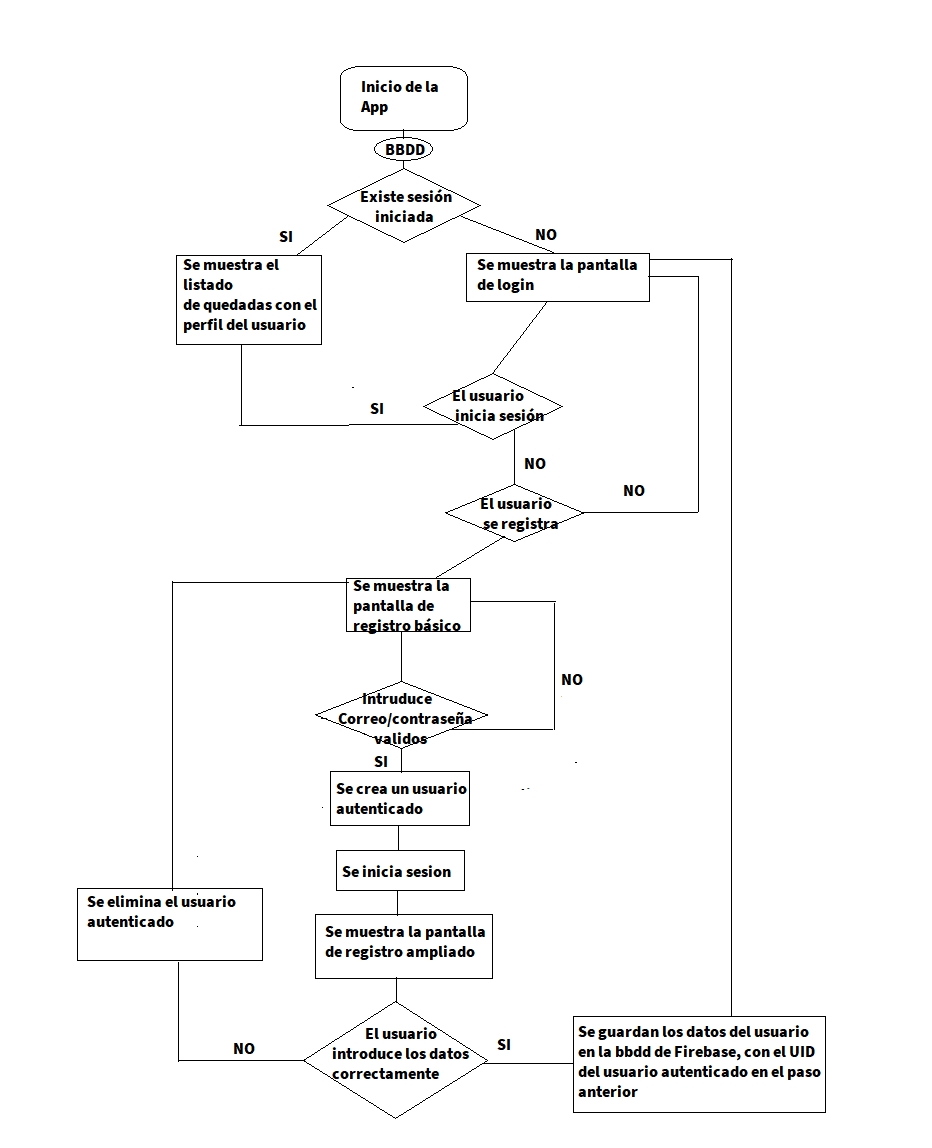 Inicio de la
App
BBDD
Existe sesión
iniciada
SI
NO
Se muestra el
listado
de quedadas con el
perfil del usuario
Se muestra la pantalla
de login
El usuario
inicia sesión
SI
NO
El usuario
se registra
NO
Se muestra la
pantalla de
registro básico
NO
Intruduce
Correo/contraseña
validos
SI
Se crea un usuario
autenticado
Se inicia sesion
Se elimina el usuario
autenticado
Se muestra la pantalla
de registro ampliado
El usuario
introduce los datos
correctamente
NO
SI
Se guardan los datos del usuario
en la bbdd de Firebase, con el UID
del usuario autenticado en el paso
anterior